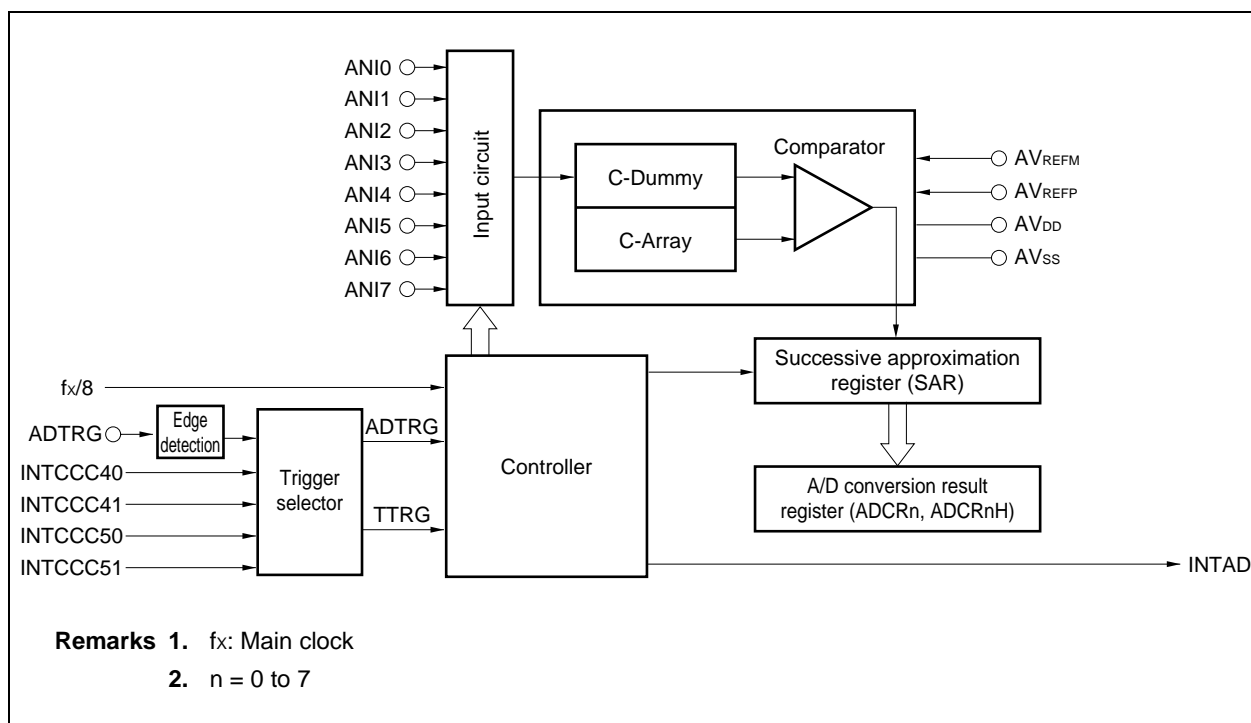 ANI0
ANI1
ANI2
ANI3
ANI4
ANI5
ANI6
ANI7
Input circuit
C-Dummy
C-Array
Comparator
AVREFM
AVREFP
AVDD
AVSS
Successive approximation
register (SAR)
A/D conversion result
register (ADCRn, ADCRnH)
fx/8
ADTRG
Edge
detection
INTCCC40
INTCCC41
INTCCC50
INTCCC51
Trigger
selector
ADTRG
TTRG
Controller
INTAD
Remarks 1. fx: Main clock
2. n = 0 to 7